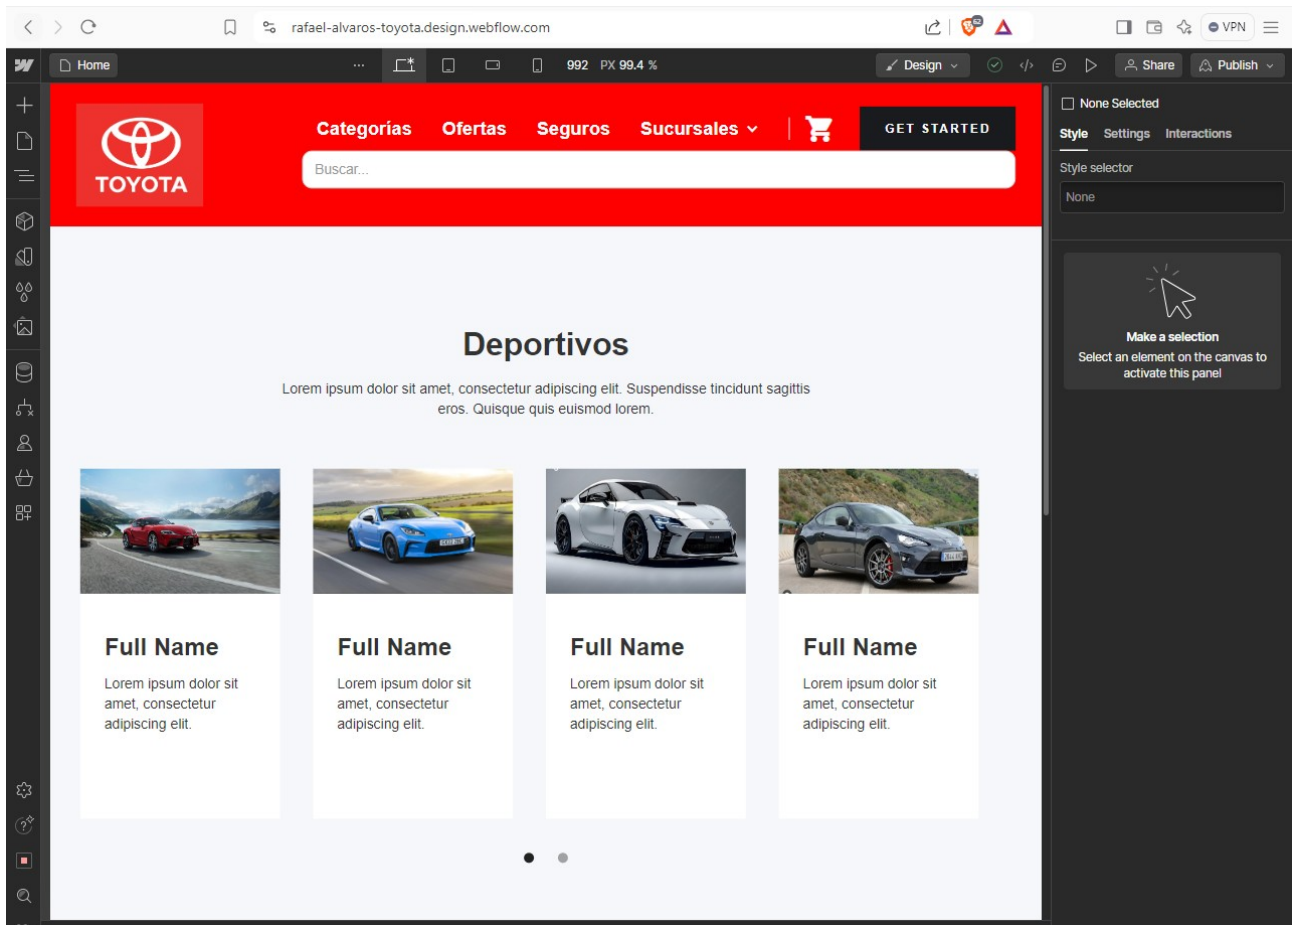 rafael-alvaros-toyota.design.webflow.com
VPN
Home
992 PX 99.4 %
Design
Share
Publish
None Selected
Style Settings Interactions
Style selector
None
Make a selection
Select an element on the canvas to
activate this panel
TOYOTA
Categorías Ofertas Seguros Sucursales
GET STARTED
Buscar...
Deportivos
Lorem ipsum dolor sit amet, consectetur adipiscing elit. Suspendisse tincidunt sagittis
eros. Quisque quis euismod lorem.
Full Name
Lorem ipsum dolor sit
amet, consectetur
adipiscing elit.
Full Name
Lorem ipsum dolor sit
amet, consectetur
adipiscing elit.
Full Name
Lorem ipsum dolor sit
amet, consectetur
adipiscing elit.
Full Name
Lorem ipsum dolor sit
amet, consectetur
adipiscing elit.